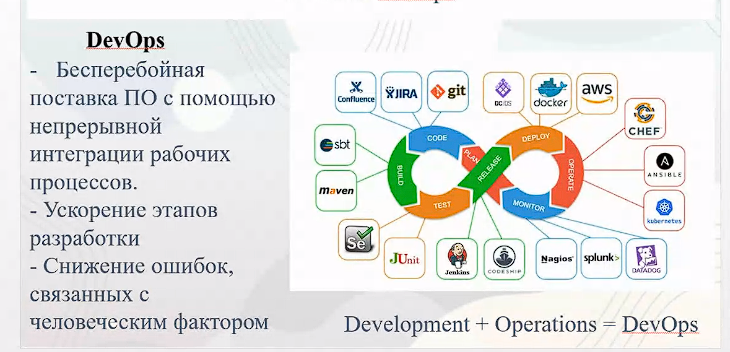 DevOps
- Бесперебойная
поставка ПО с помощью
непрерывной
интеграции рабочих
процессов.
- Ускорение этапов
разработки
- Снижение ошибок,
связанных с
человеческим фактором
Confluence
JIRA
git
DC/OS
docker
aws
CHEF
sbt
ANSIBLE
maven
kubernetes
CODE
PLAN
RELEASE
DEPLOY
BUILD
OPERATE
TEST
MONITOR
Se
JUnit
Jenkins
CODESHIP
Nagios
splunk>
DATADOG
Development + Operations = DevOps